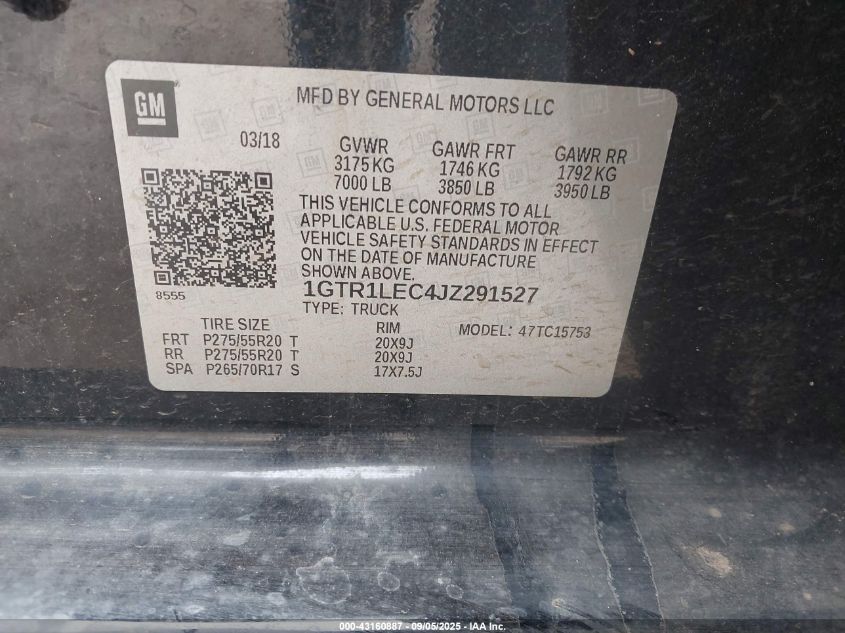 GM
MFD BY GENERAL MOTORS LLC
03/18
GVWR GAWR FRT GAWR RR
3175 KG 1746 KG 1792 KG
7000 LB 3850 LB 3950 LB
THIS VEHICLE CONFORMS TO ALL
APPLICABLE U.S. FEDERAL MOTOR
VEHICLE SAFETY STANDARDS IN EFFECT
ON THE DATE OF MANUFACTURE
SHOWN ABOVE.
8555
1GTR1LEC4JZ291527
TYPE: TRUCK
TIRE SIZE RIM MODEL: 47TC15753
FRT P275/55R20 T 20X9J
RR P275/55R20 T 20X9J
SPA P265/70R17 S 17X7.5J
000-43160887 - 09/05/2025 - IAA Inc.